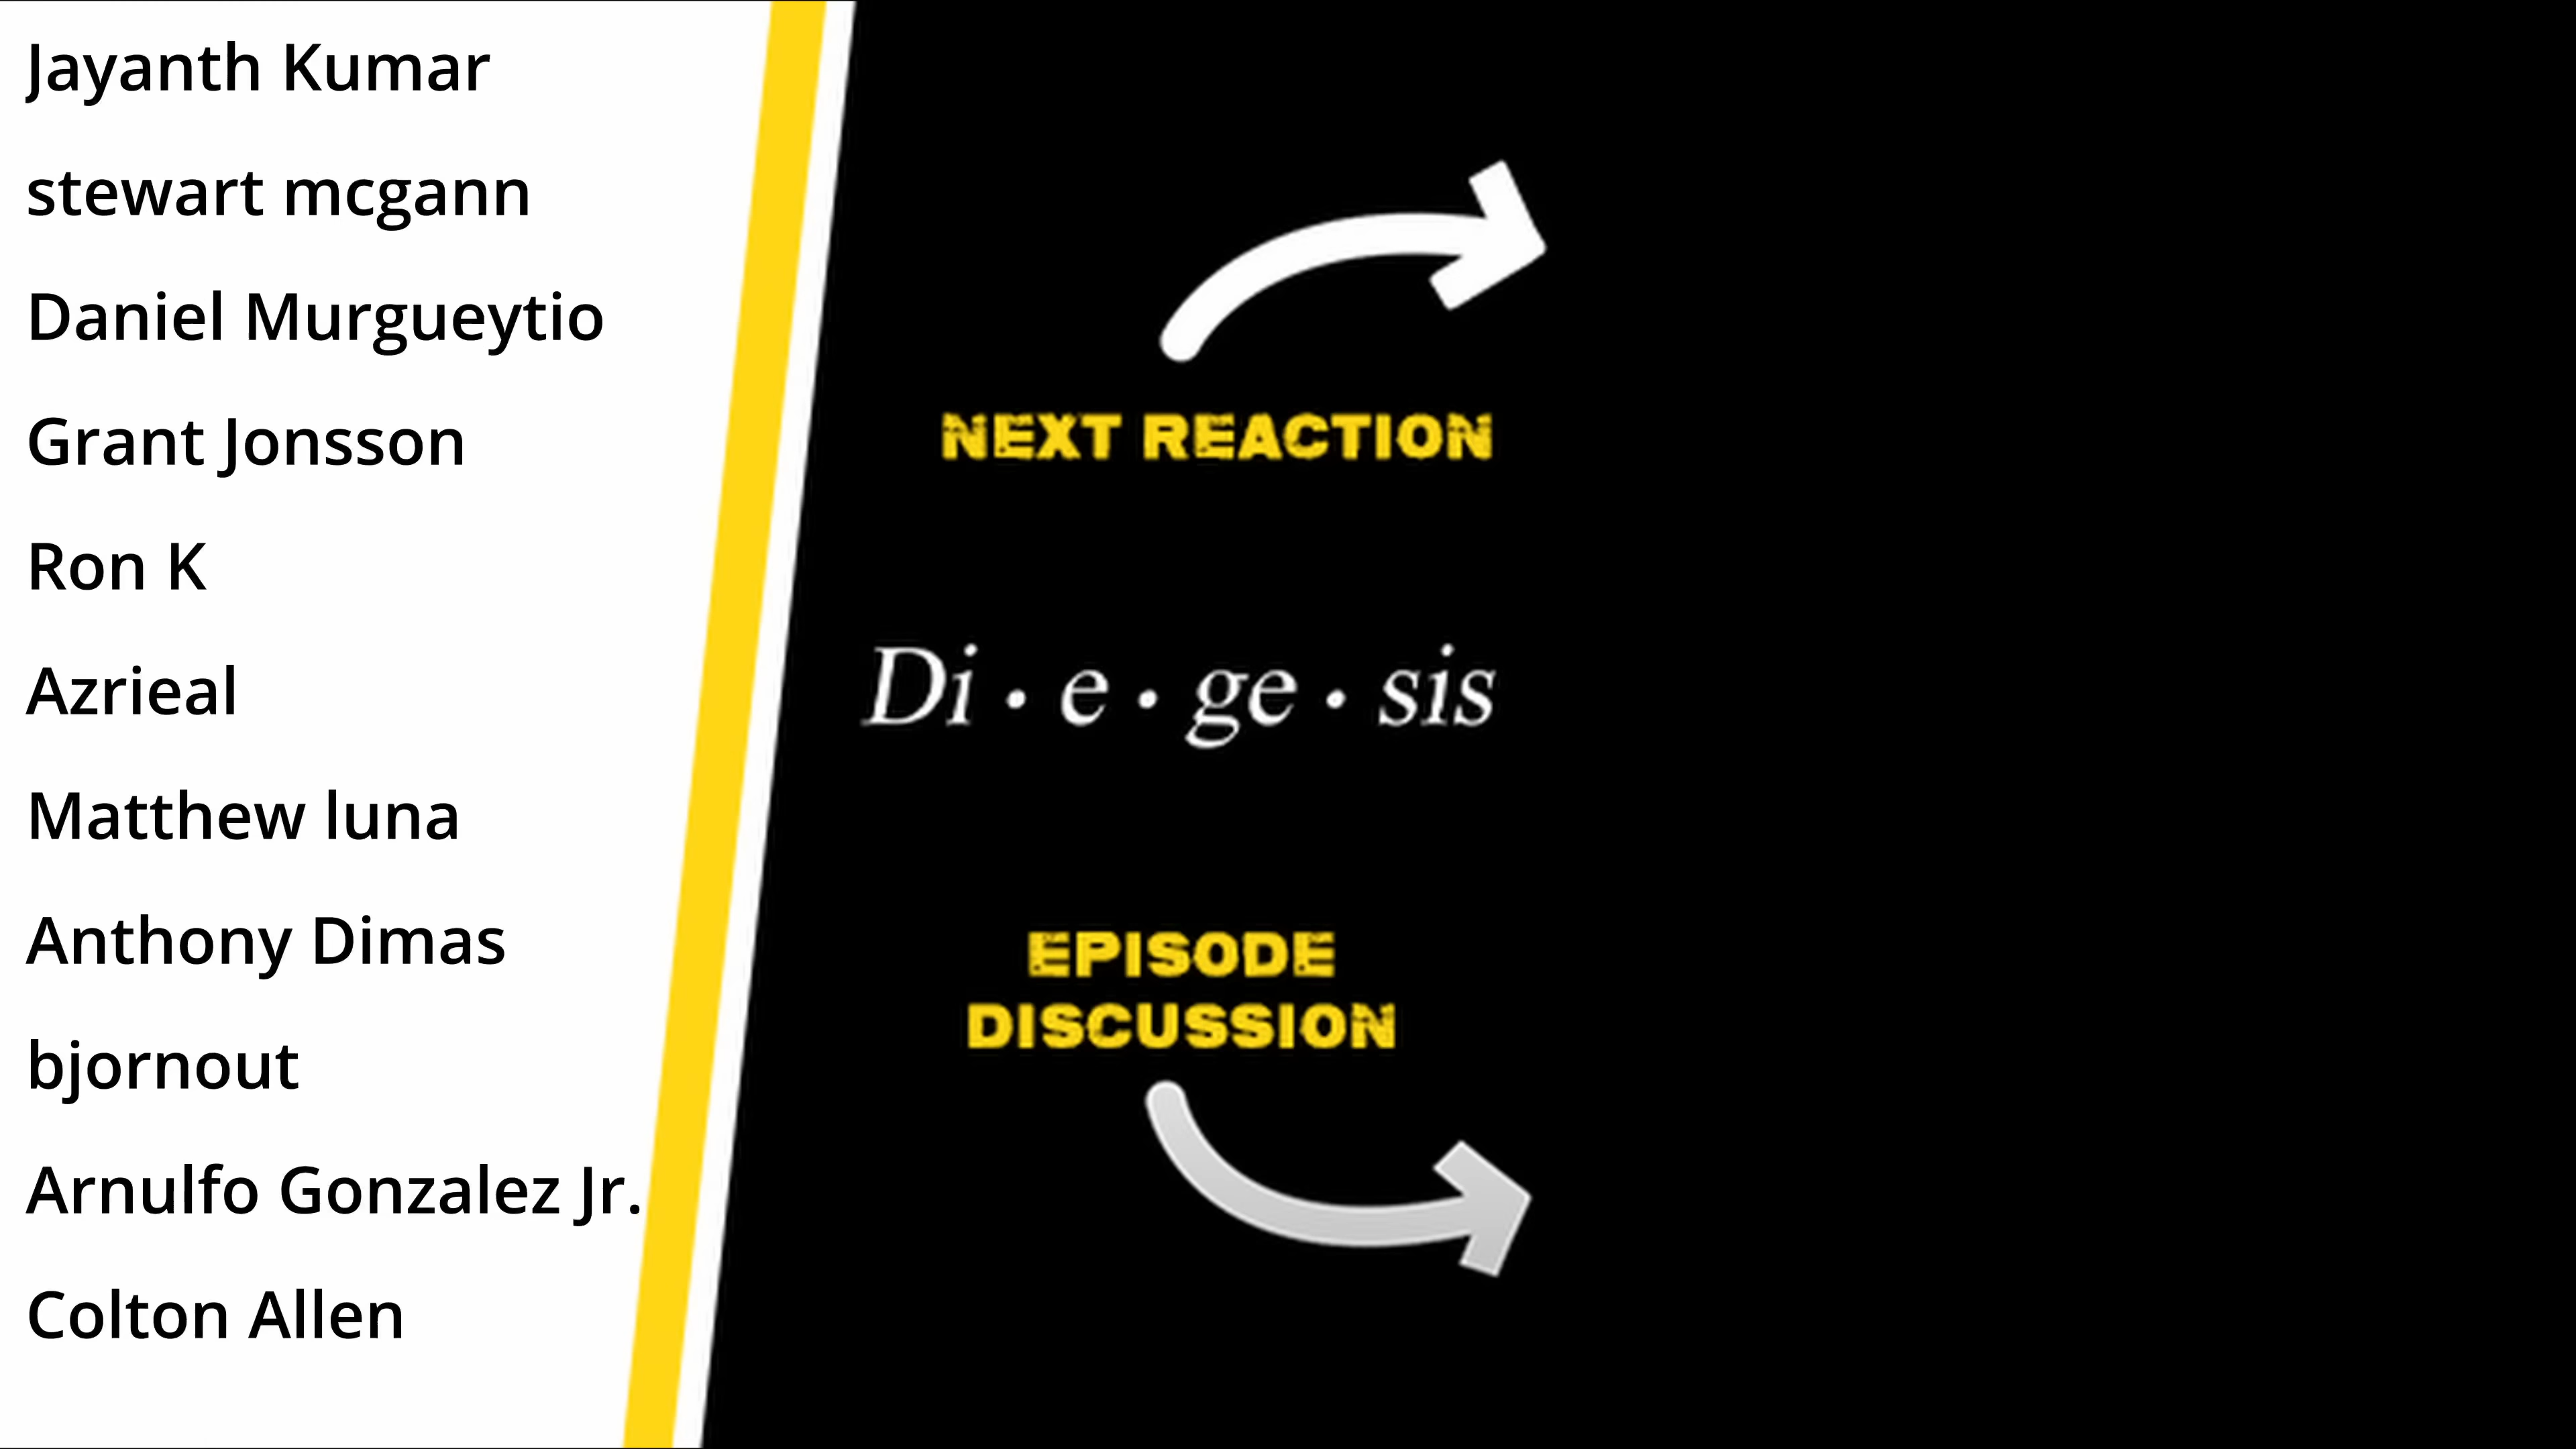 Jayanth Kumar
stewart mcgann
Daniel Murgueytio
Grant Jonsson
Ron K
Azrieal
Matthew luna
Anthony Dimas
bjornout
Arnulfo Gonzalez Jr.
Colton Allen
NEXT REACTION
Di · e · ge · sis
EPISODE
DISCUSSION